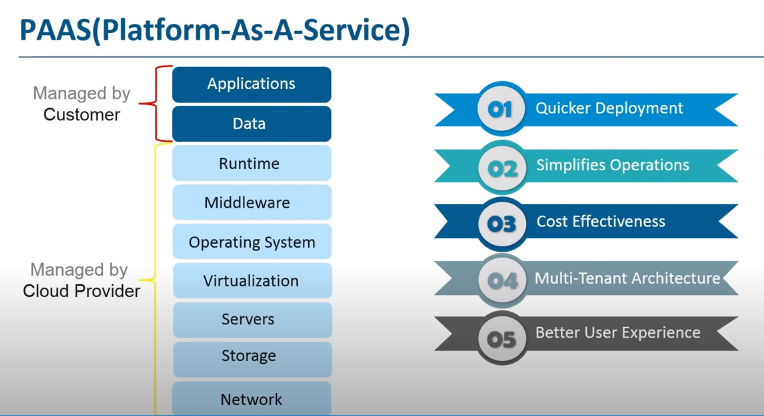 PAAS(Platform-As-A-Service)
Managed by
Customer
Applications
Data
Managed by
Cloud Provider
Runtime
Middleware
Operating System
Virtualization
Servers
Storage
Network
01 Quicker Deployment
02 Simplifies Operations
03 Cost Effectiveness
04 Multi-Tenant Architecture
05 Better User Experience